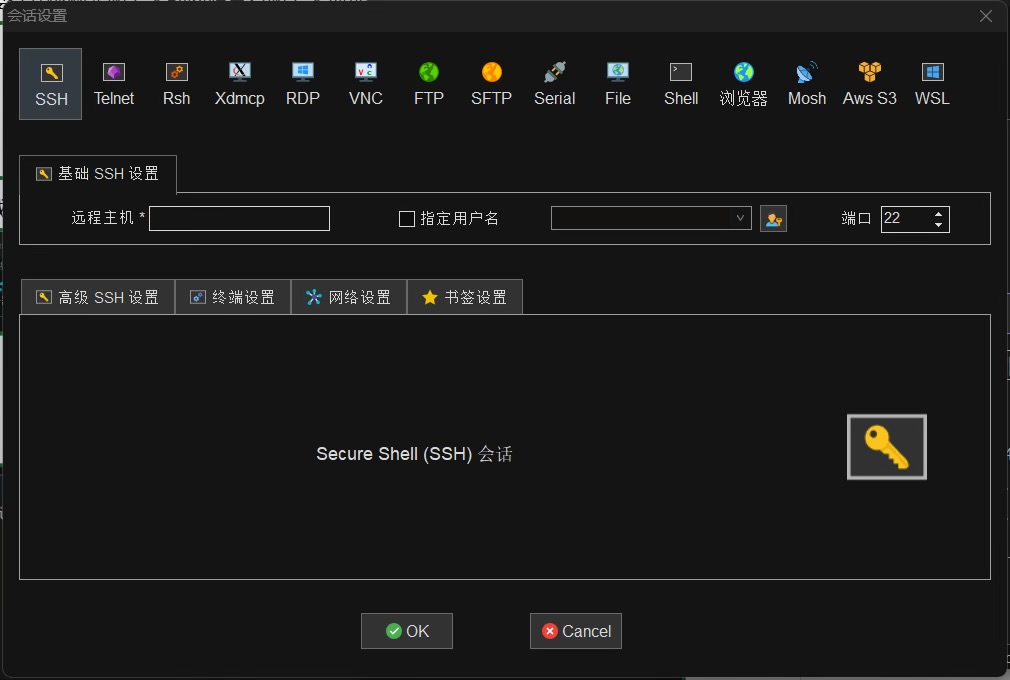 会话设置
SSH Telnet Rsh Xdmcp RDP VNC FTP SFTP Serial File Shell 浏览器 Mosh Aws S3 WSL
基础 SSH 设置
远程主机 * 指定用户名 端口 22
高级 SSH 设置 终端设置 网络设置 书签设置
Secure Shell (SSH) 会话
OK Cancel